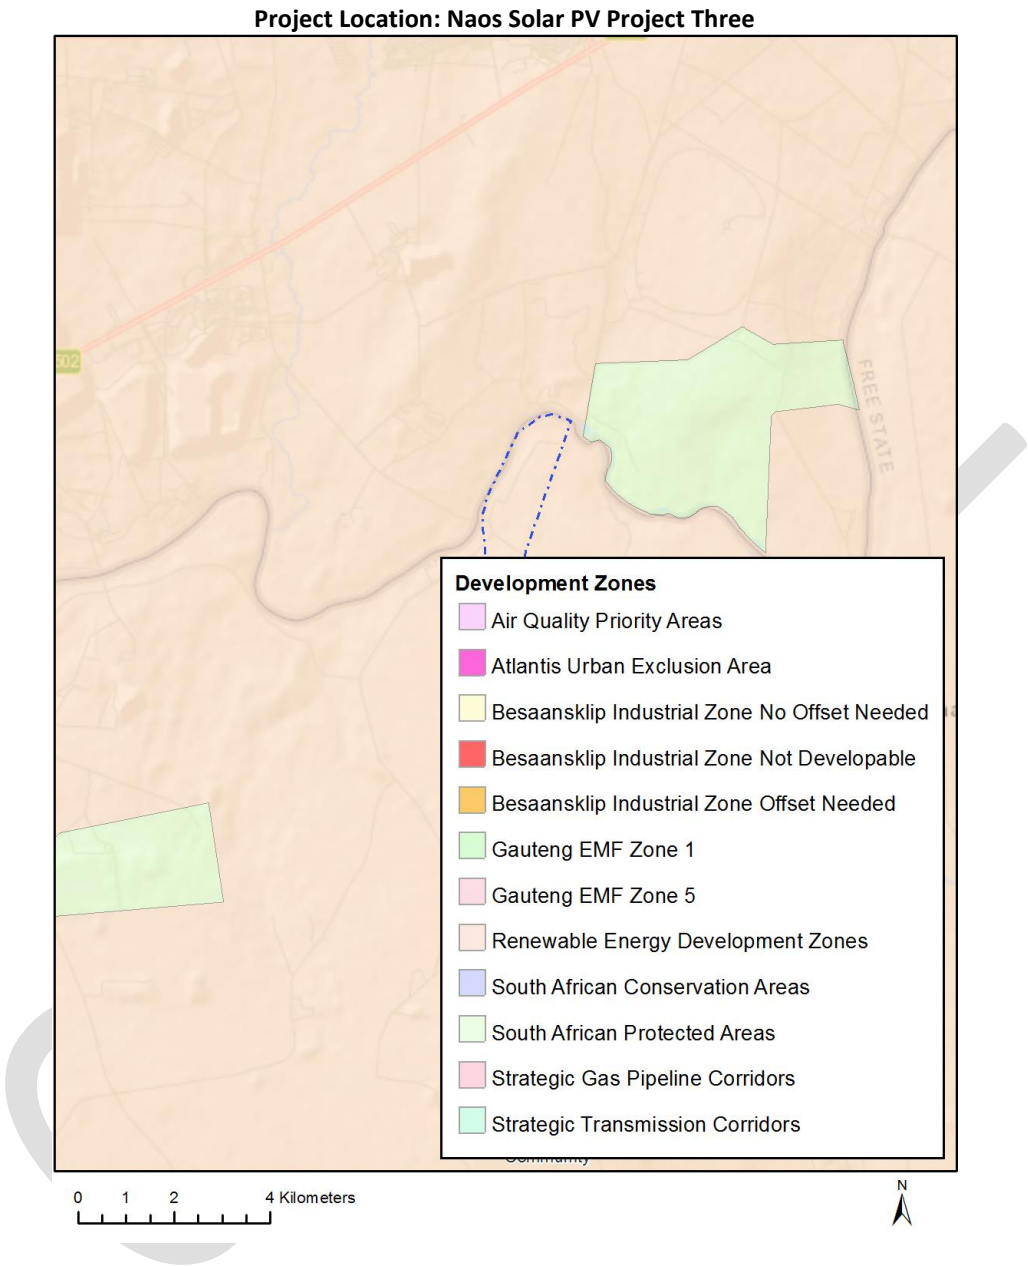 Project Location: Naos Solar PV Project Three
502
FREE STATE
Development Zones
Air Quality Priority Areas
Atlantis Urban Exclusion Area
Besaansklip Industrial Zone No Offset Needed
Besaansklip Industrial Zone Not Developable
Besaansklip Industrial Zone Offset Needed
Gauteng EMF Zone 1
Gauteng EMF Zone 5
Renewable Energy Development Zones
South African Conservation Areas
South African Protected Areas
Strategic Gas Pipeline Corridors
Strategic Transmission Corridors
Community
0 1 2 4 Kilometers
N